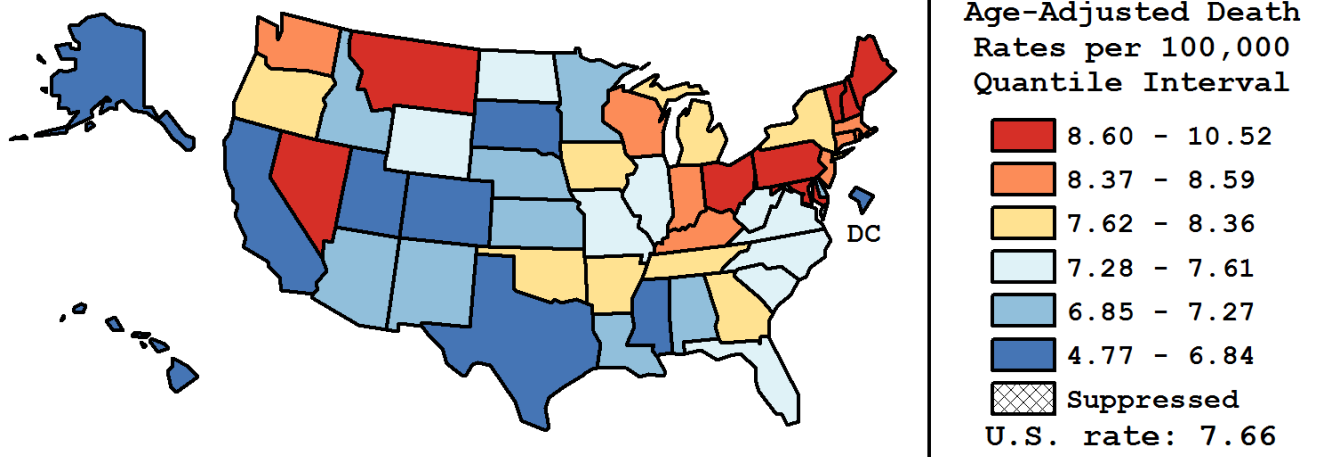 Age-Adjusted Death
Rates per 100,000
Quantile Interval
8.60 - 10.52
8.37 - 8.59
7.62 - 8.36
7.28 - 7.61
6.85 - 7.27
4.77 - 6.84
Suppressed
U.S. rate: 7.66
DC